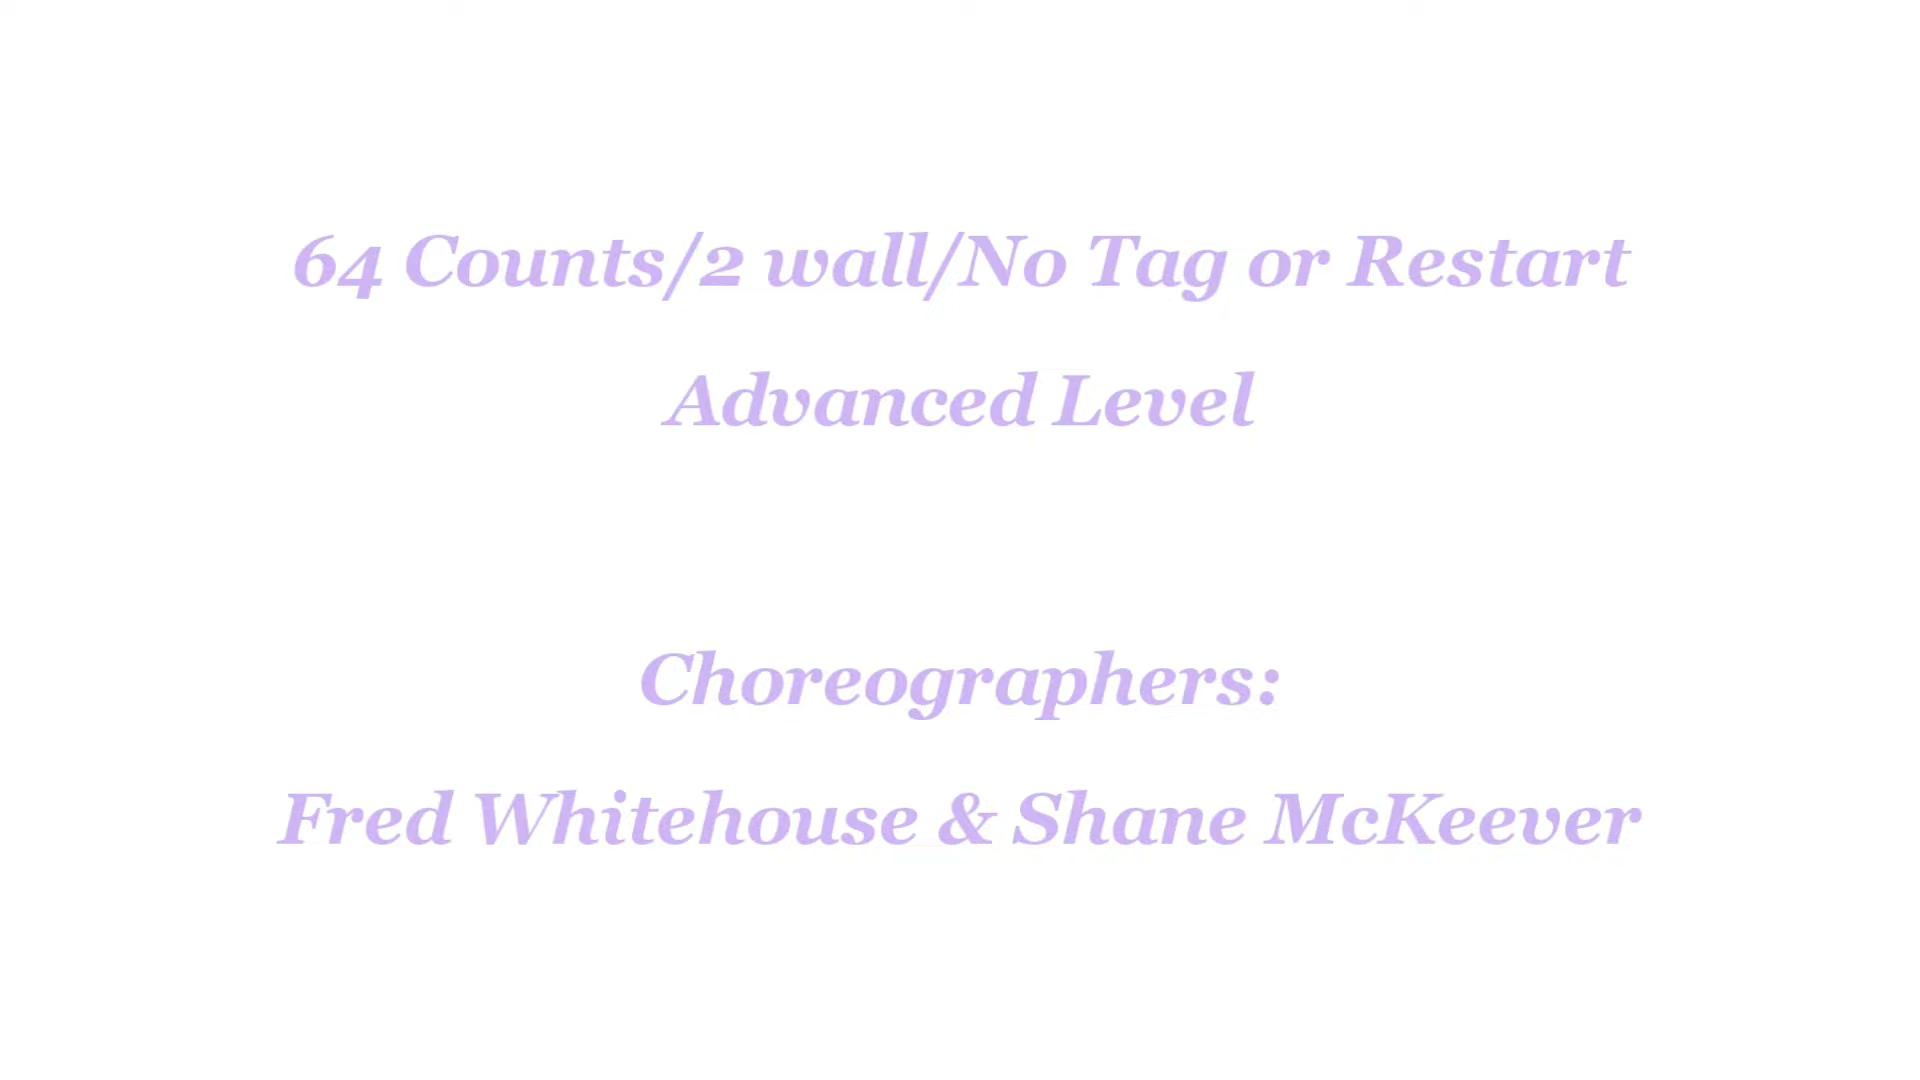 64 Counts/2 wall/No Tag or Restart
Advanced Level
Choreographers:
Fred Whitehouse & Shane McKeever